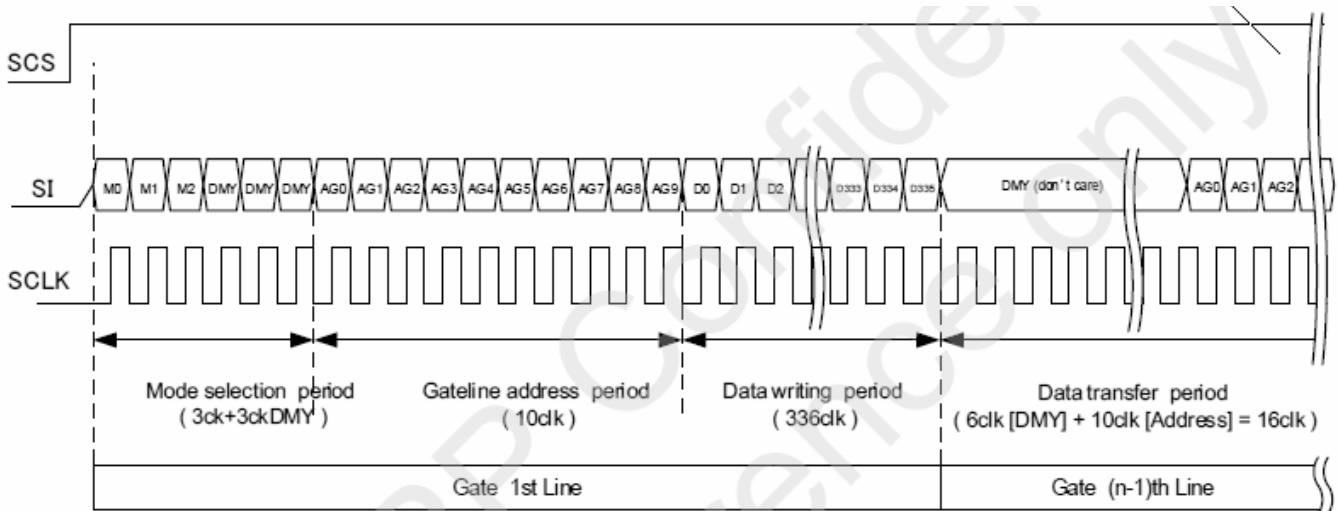 SCS
SI
M0 M1 M2 DMY DMY DMY AG0 AG1 AG2 AG3 AG4 AG5 AG6 AG7 AG8 AG9 D0 D1 D2 D333 D334 D335 DMY (don't care) AG0 AG1 AG2
SCLK
Mode selection period
( 3ck+3ckDMY )
Gateline address period
( 10clk )
Data writing period
( 336clk )
Data transfer period
( 6clk [DMY] + 10clk [Address] = 16clk )
Gate 1st Line
Gate (n-1)th Line
only